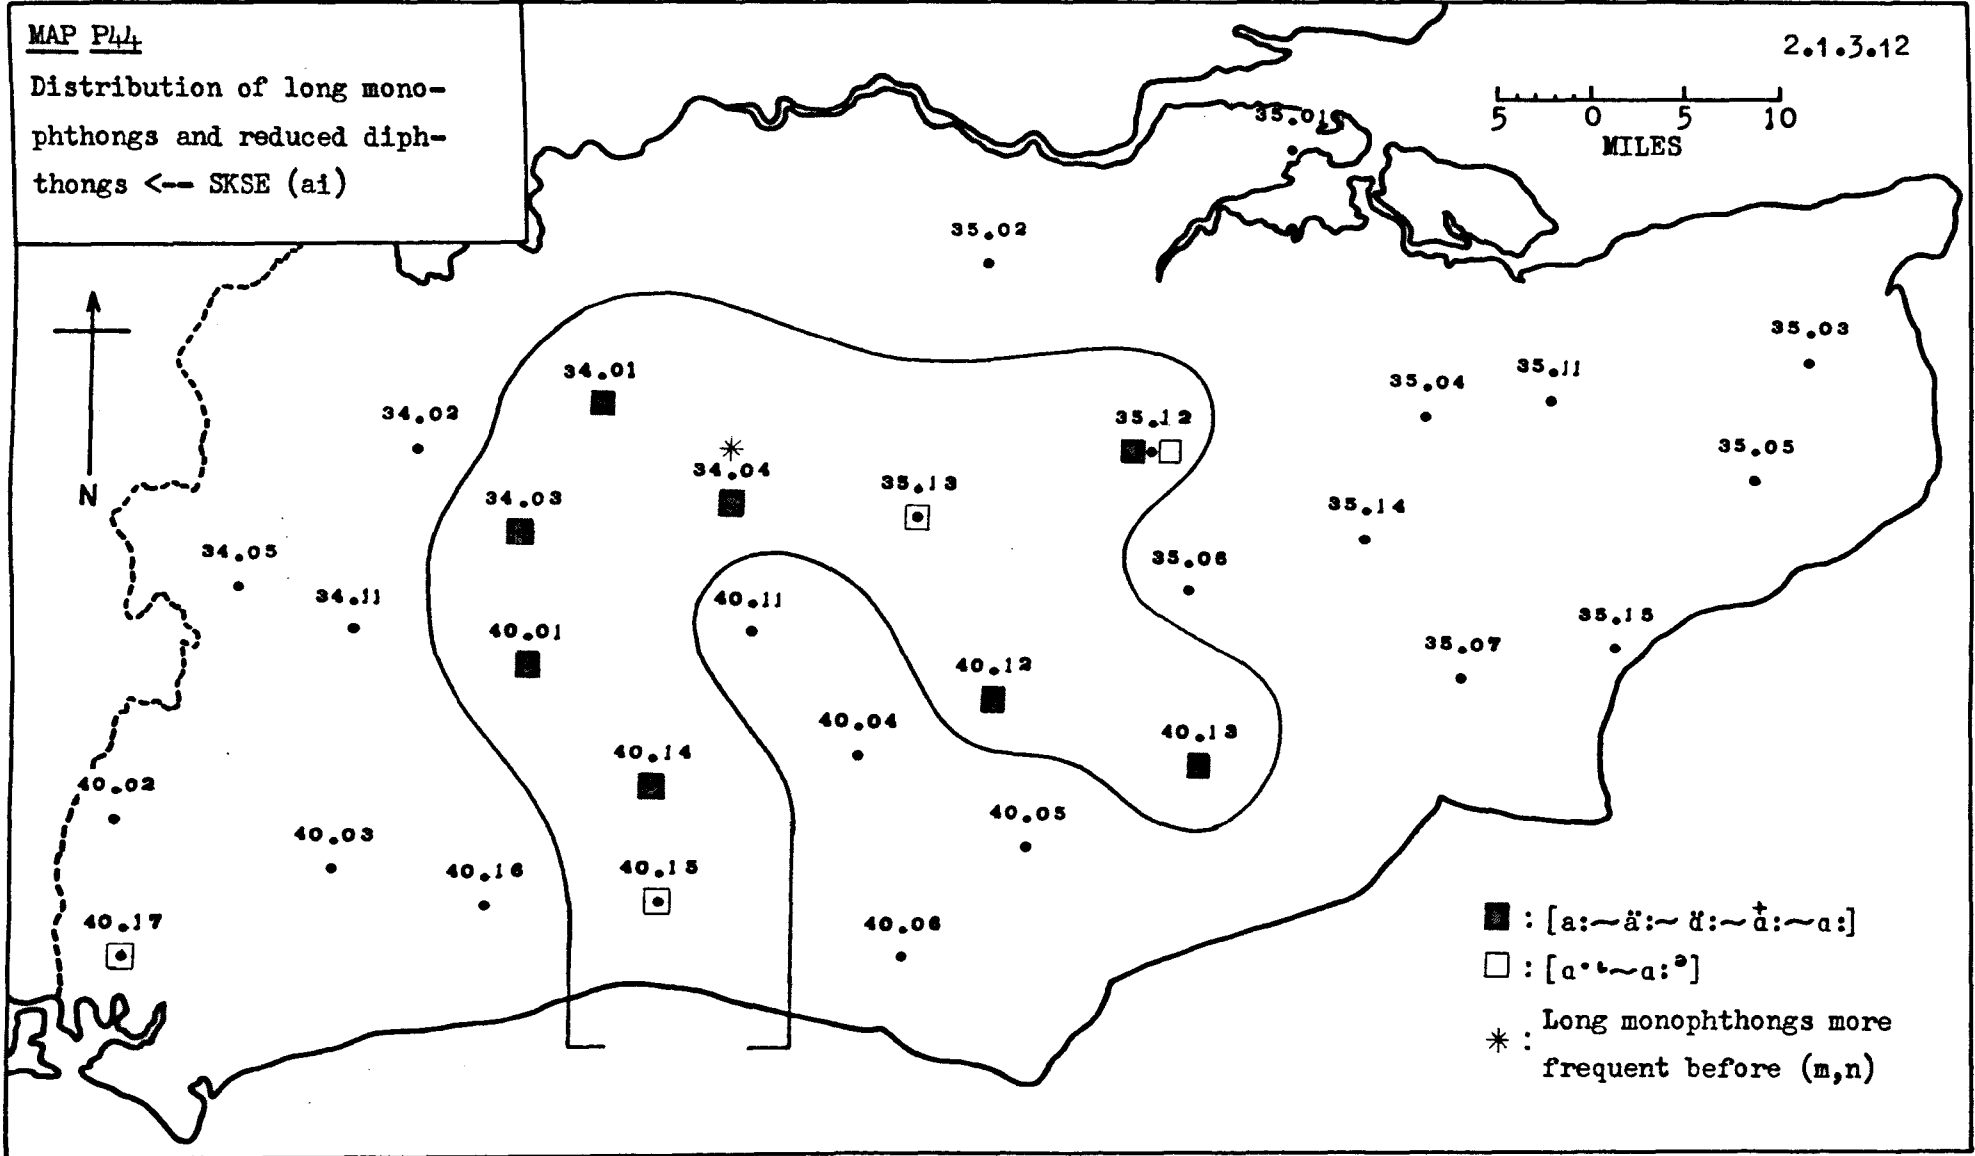 MAP P44
Distribution of long mono-
phthongs and reduced diph-
thongs <-- SKSE (ai)
2.1.3.12
5 0 5 10
MILES
N
35.01
35.02
35.03
35.11
34.01
35.04
34.02
35.12
35.05
34.04
35.13
34.03
35.14
34.05
35.06
34.11
40.11
35.15
40.01
35.07
40.12
40.04
40.13
40.14
40.02
40.05
40.03
40.15
40.16
40.17
40.06
: [a:~ä:~ɑ̈:~ɑ̟:~ɑ:]
: [ɑ·ɩ~ɑ:ᵊ]
* : Long monophthongs more
frequent before (m,n)